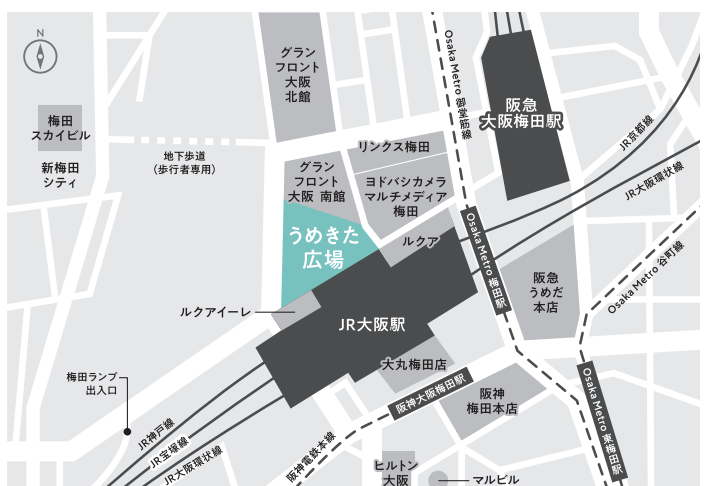 N
グラン
フロント
大阪
北館
Osaka Metro 御堂筋線
阪急
大阪梅田駅
梅田
スカイビル
新梅田
シティ
地下歩道
（歩行者専用）
リンクス梅田
JR京都線
グラン
フロント
大阪 南館
ヨドバシカメラ
マルチメディア
梅田
JR大阪環状線
うめきた
広場
ルクア
Osaka Metro 梅田駅
Osaka Metro 谷町線
阪急
うめだ
本店
ルクアイーレ
JR大阪駅
大丸梅田店
梅田ランプ
出入口
阪神大阪梅田駅
阪神
梅田本店
Osaka Metro 東梅田駅
JR神戸線
JR宝塚線
JR大阪環状線
阪神電鉄本線
ヒルトン
大阪
マルビル